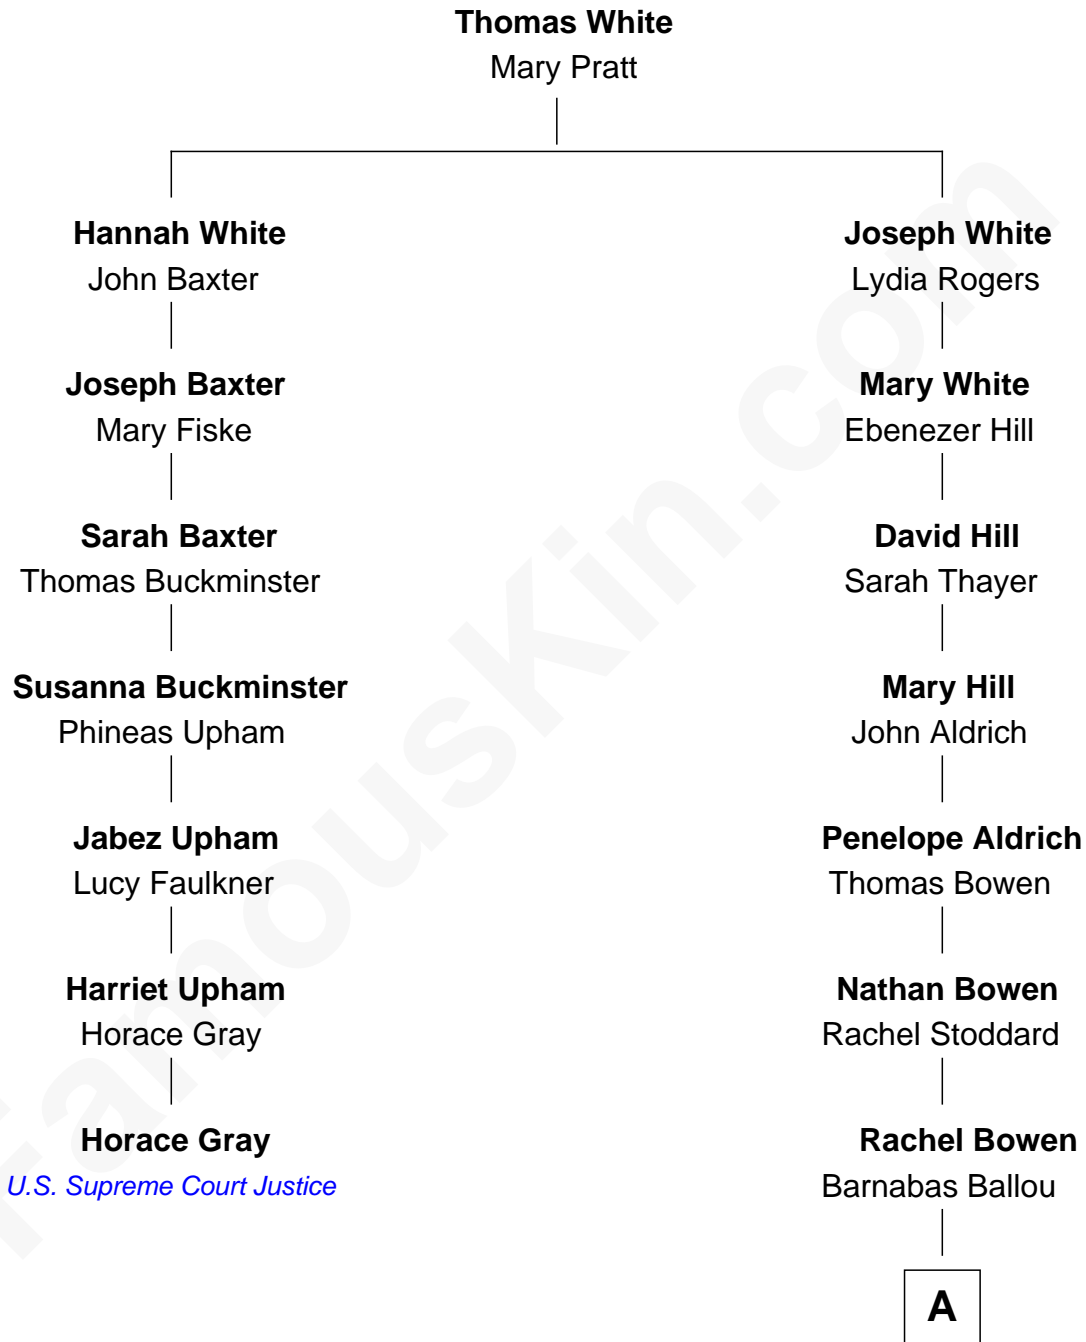 Thomas White
Mary Pratt
Hannah White
John Baxter
Joseph Baxter
Mary Fiske
Sarah Baxter
Thomas Buckminster
Susanna Buckminster
Phineas Upham
Jabez Upham
Lucy Faulkner
Harriet Upham
Horace Gray
Horace Gray
U.S. Supreme Court Justice
Joseph White
Lydia Rogers
Mary White
Ebenezer Hill
David Hill
Sarah Thayer
Mary Hill
John Aldrich
Penelope Aldrich
Thomas Bowen
Nathan Bowen
Rachel Stoddard
Rachel Bowen
Barnabas Ballou
A
famouskin.com